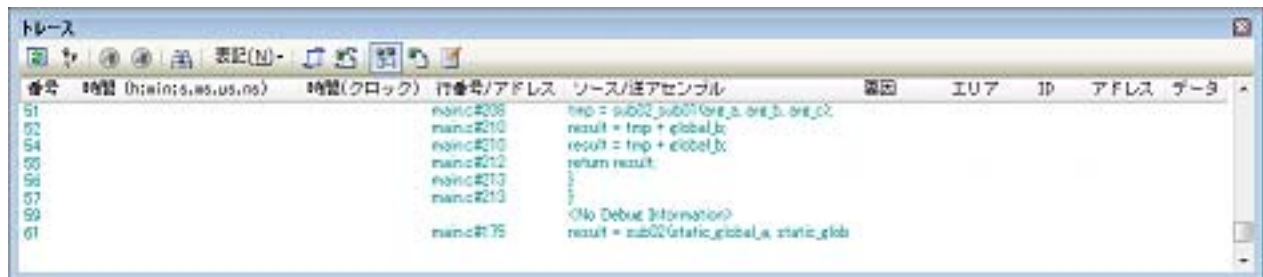 トレース
表記(N)
番号 時間 (h:min:s,ms,us,ns) 時間(クロック) 行番号/アドレス ソース/逆アセンブル 要因 エリア ID アドレス データ
51 main.c#209 tmp = sub02_sub01(arg_a, arg_b, arg_c);
52 main.c#210 result = tmp + global_b;
54 main.c#210 result = tmp + global_b;
55 main.c#212 return result;
56 main.c#213 }
57 main.c#213 }
59 <No Debug Information>
61 main.c#175 result = sub02(static_global_a, static_glob